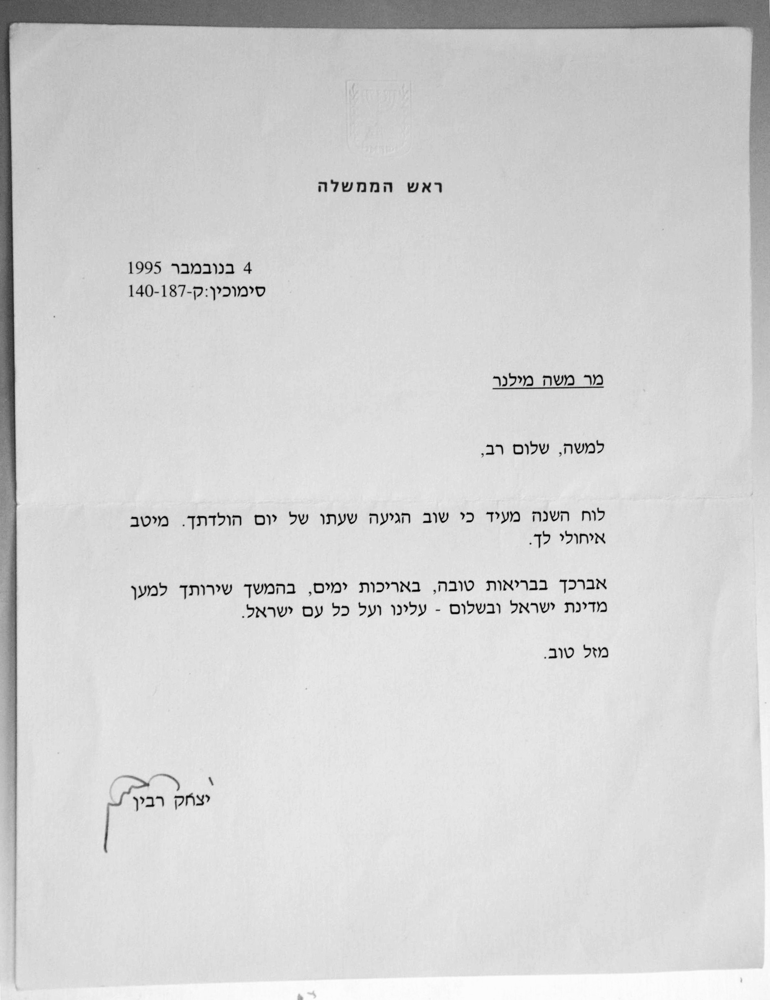 ראש הממשלה
4 בנובמבר 1995
סימוכין:ק-140-187
מר משה מילנר
למשה, שלום רב,
לוח השנה מעיד כי שוב הגיעה שעתו של יום הולדתך. מיטב
איחולי לך.
אברכך בבריאות טובה, באריכות ימים, בהמשך שירותך למען
מדינת ישראל ובשלום - עלינו ועל כל עם ישראל.
מזל טוב.
יצחק רבין